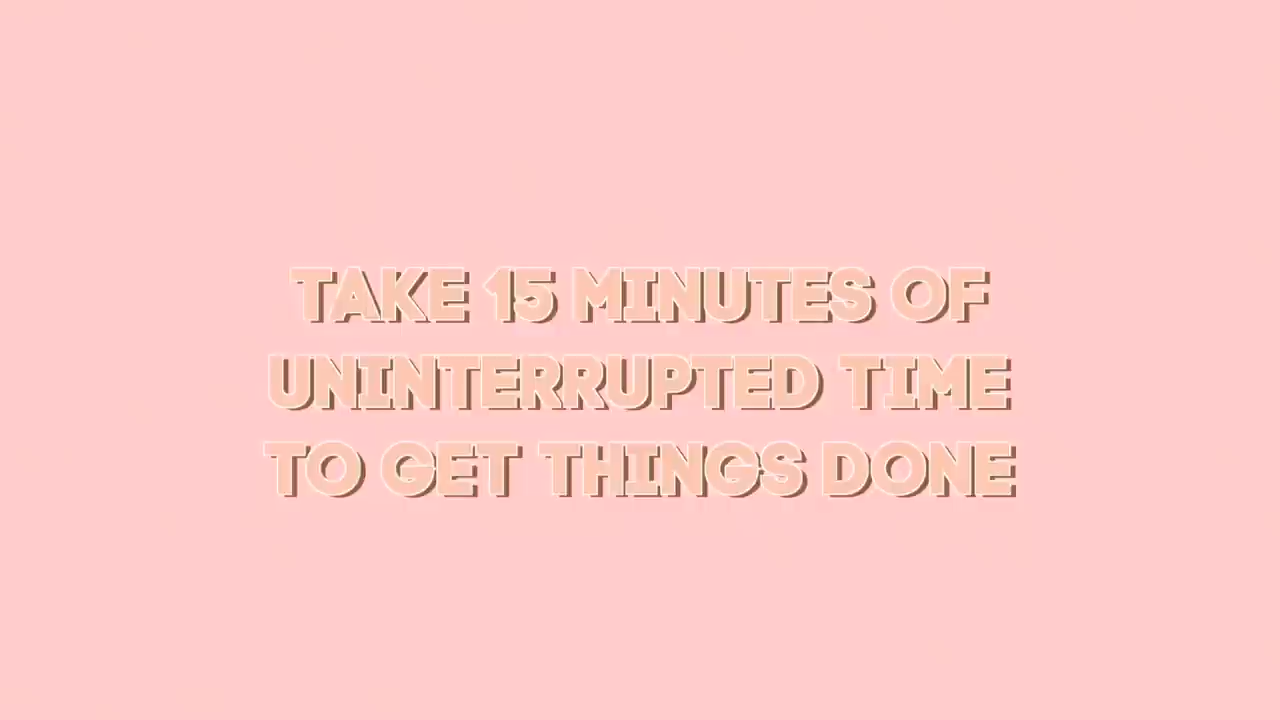 TAKE 15 MINUTES OF
UNINTERRUPTED TIME
TO GET THINGS DONE